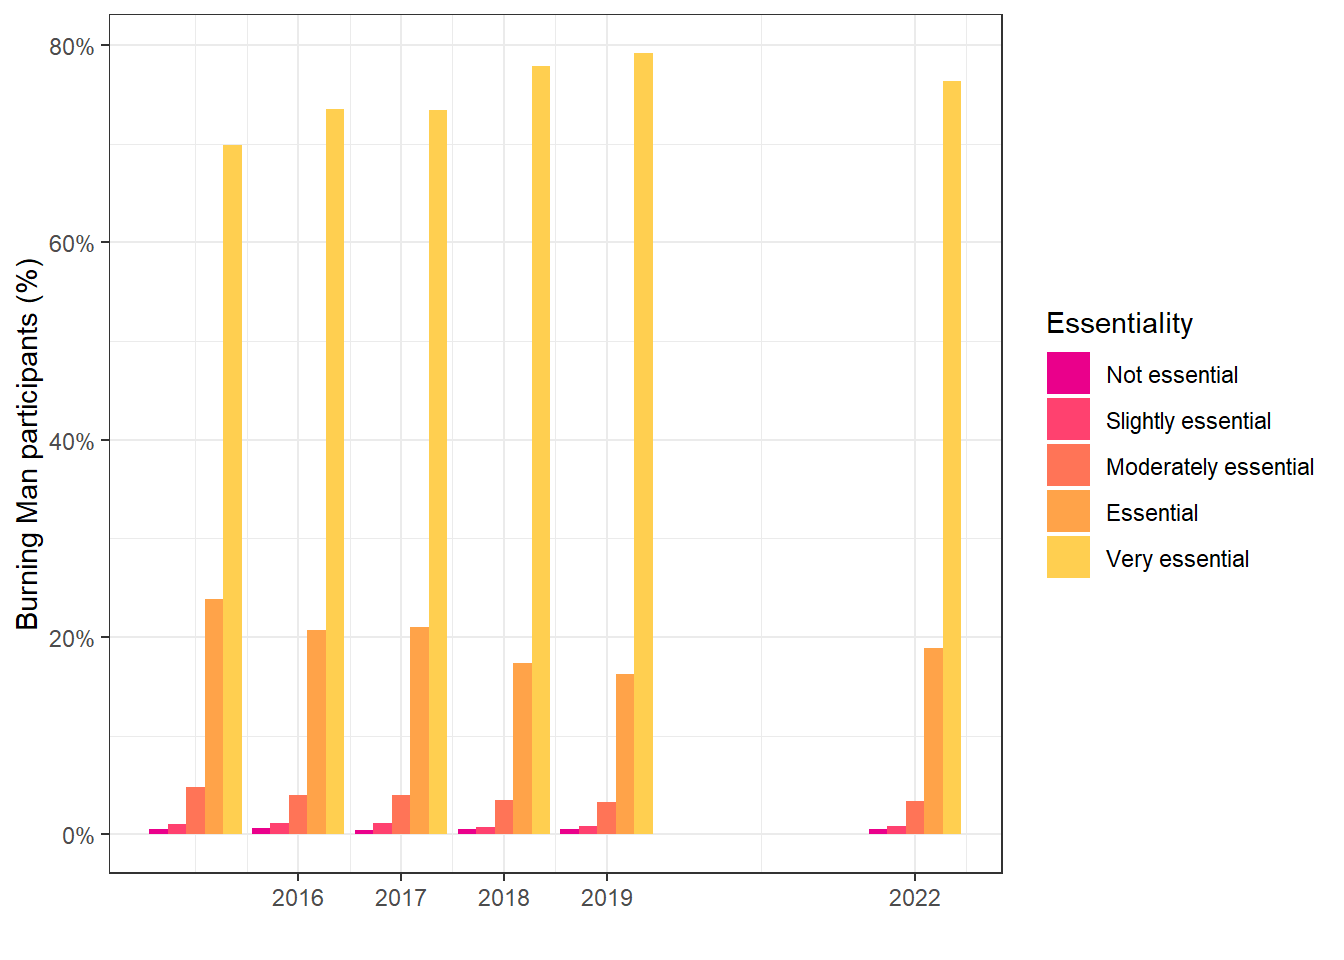 80%
60%
40%
20%
0%
Burning Man participants (%)
2016 2017 2018 2019 2022
Essentiality
Not essential
Slightly essential
Moderately essential
Essential
Very essential